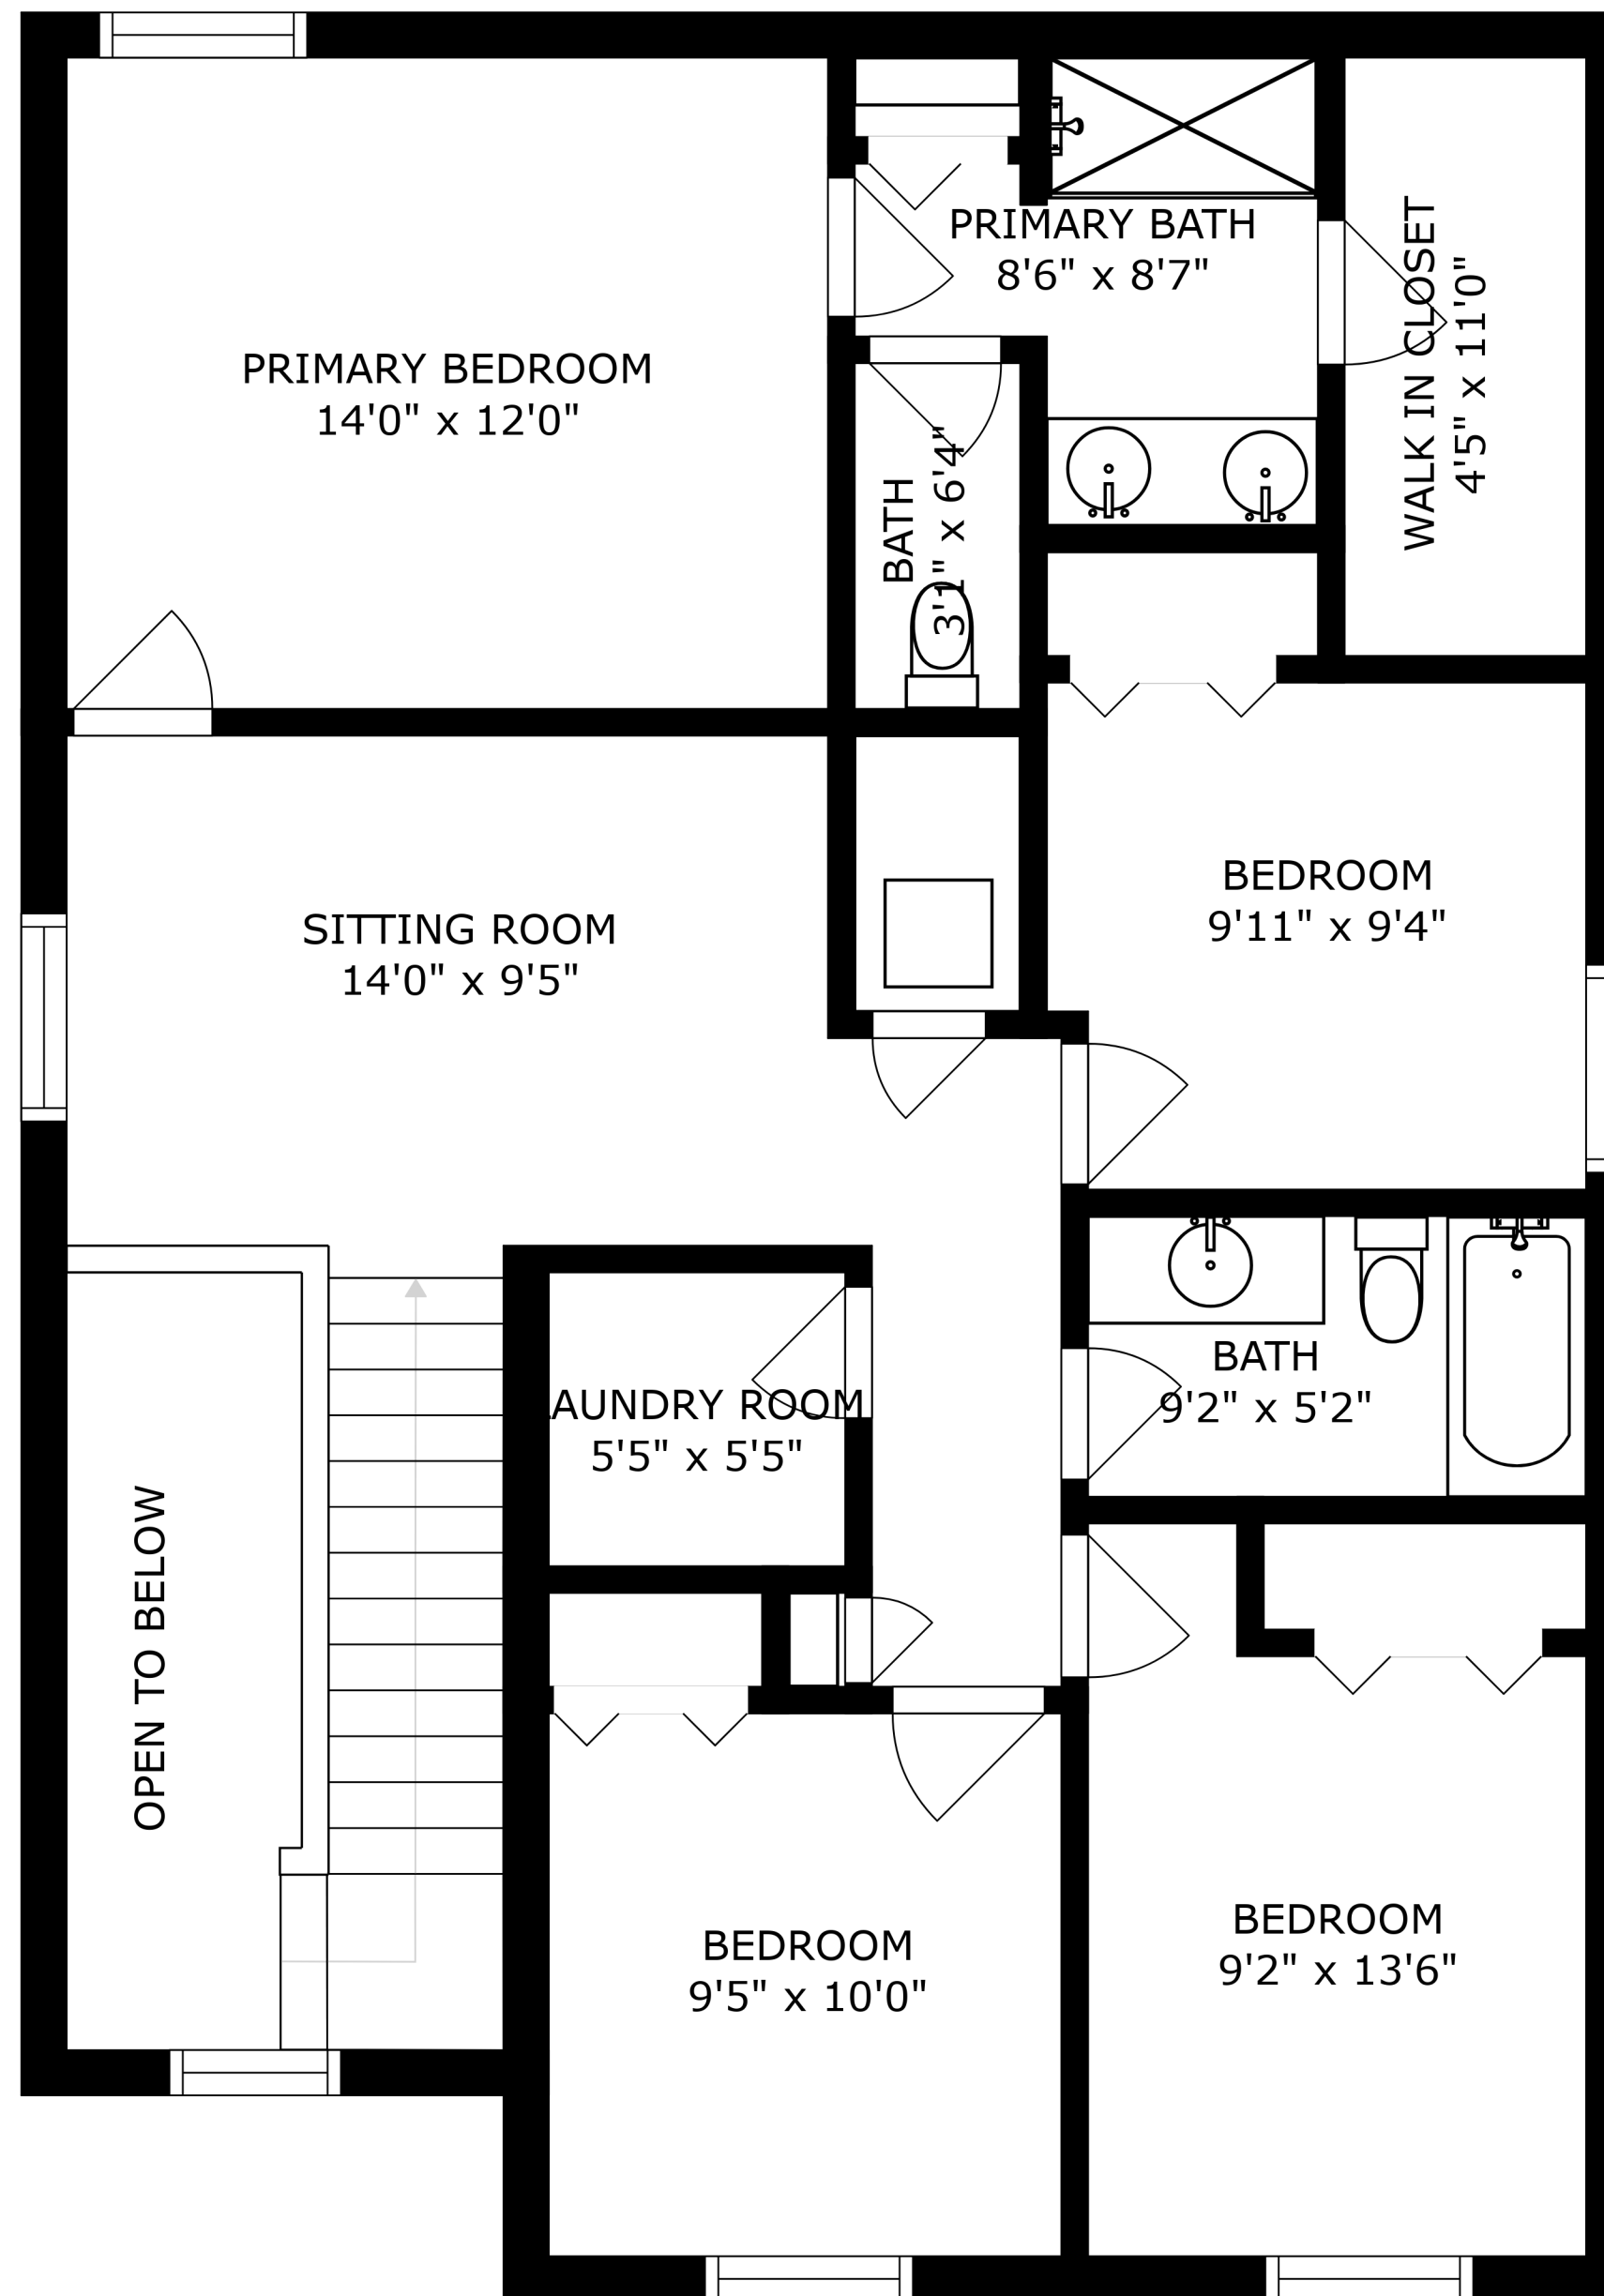 PRIMARY BATH
8'6" x 8'7"
WALK IN CLOSET
4'5" x 11'0"
PRIMARY BEDROOM
14'0" x 12'0"
BATH
3'1" x 6'4"
BEDROOM
9'11" x 9'4"
SITTING ROOM
14'0" x 9'5"
BATH
9'2" x 5'2"
AUNDRY ROOM
5'5" x 5'5"
OPEN TO BELOW
BEDROOM
9'5" x 10'0"
BEDROOM
9'2" x 13'6"